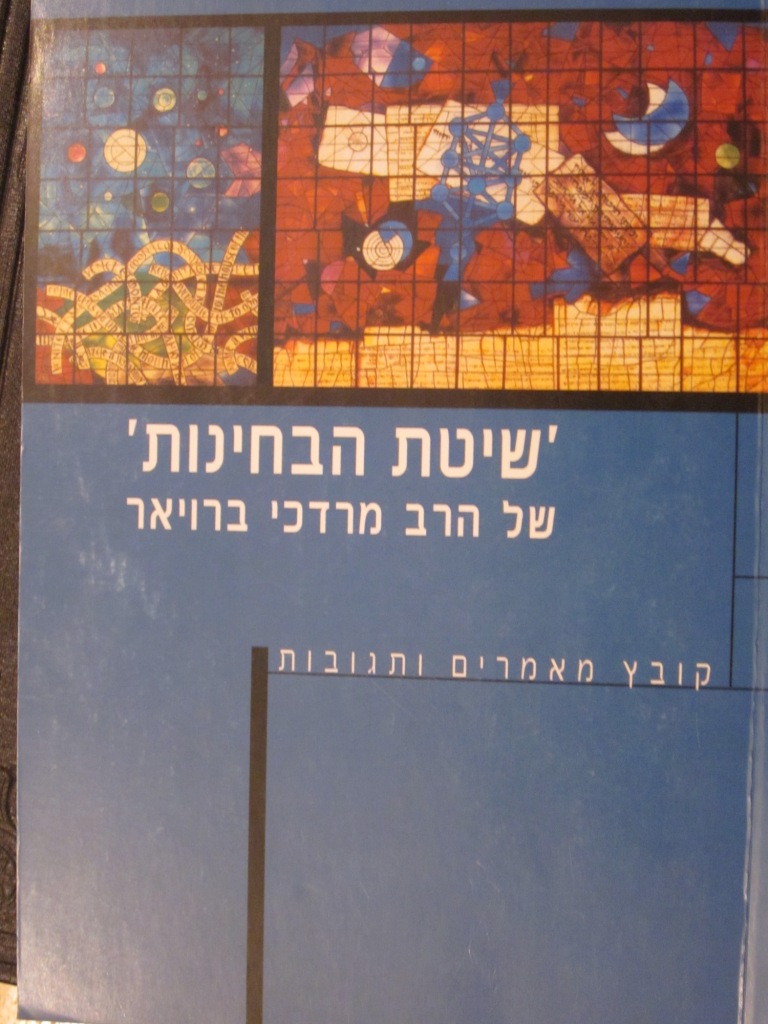 'שיטת הבחינות'
של הרב מרדכי ברויאר
קובץ מאמרים ותגובות